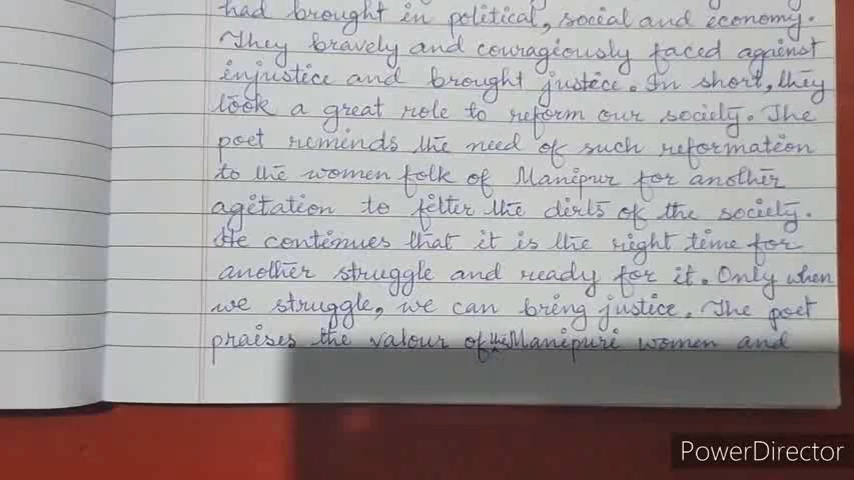 had brought in political, social and economy.
They bravely and couragiously faced against
injustice and brought justice. In short, they
took a great role to reform our society. The
poet reminds the need of such reformation
to the women folk of Manipur for another
agitation to filter the dirts of the society.
He continues that it is the right time for
another struggle and ready for it. Only when
we struggle, we can bring justice. The poet
praises the valour of the Manipuri women and
PowerDirector